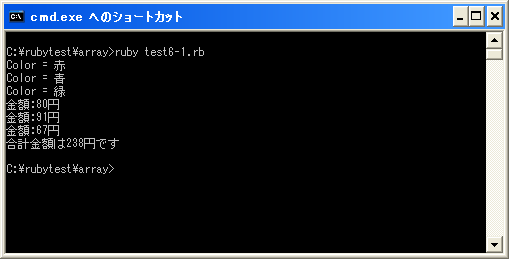 cmd.exe へのショートカット
C:¥rubytest¥array>ruby test6-1.rb
Color = 赤
Color = 青
Color = 緑
金額:80円
金額:91円
金額:67円
合計金額は238円です
C:¥rubytest¥array>